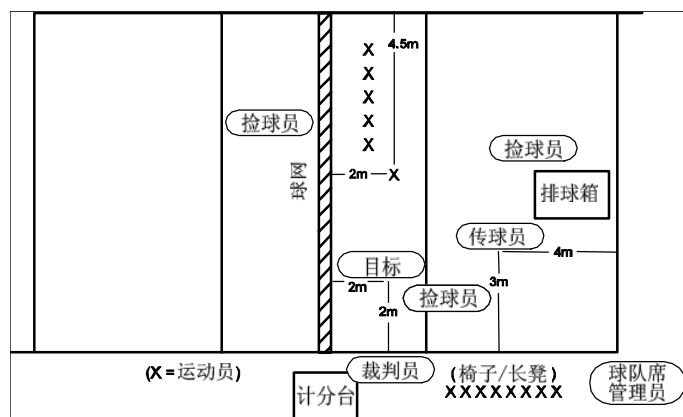 4.5m
X
X
X
X
X
捡球员
捡球员
球网
2m
X
排球箱
传球员
4m
目标
3m
2m
捡球员
2m
(X = 运动员)
裁判员
(椅子/长凳)
XXXXXXXX
球队席
管理员
计分台